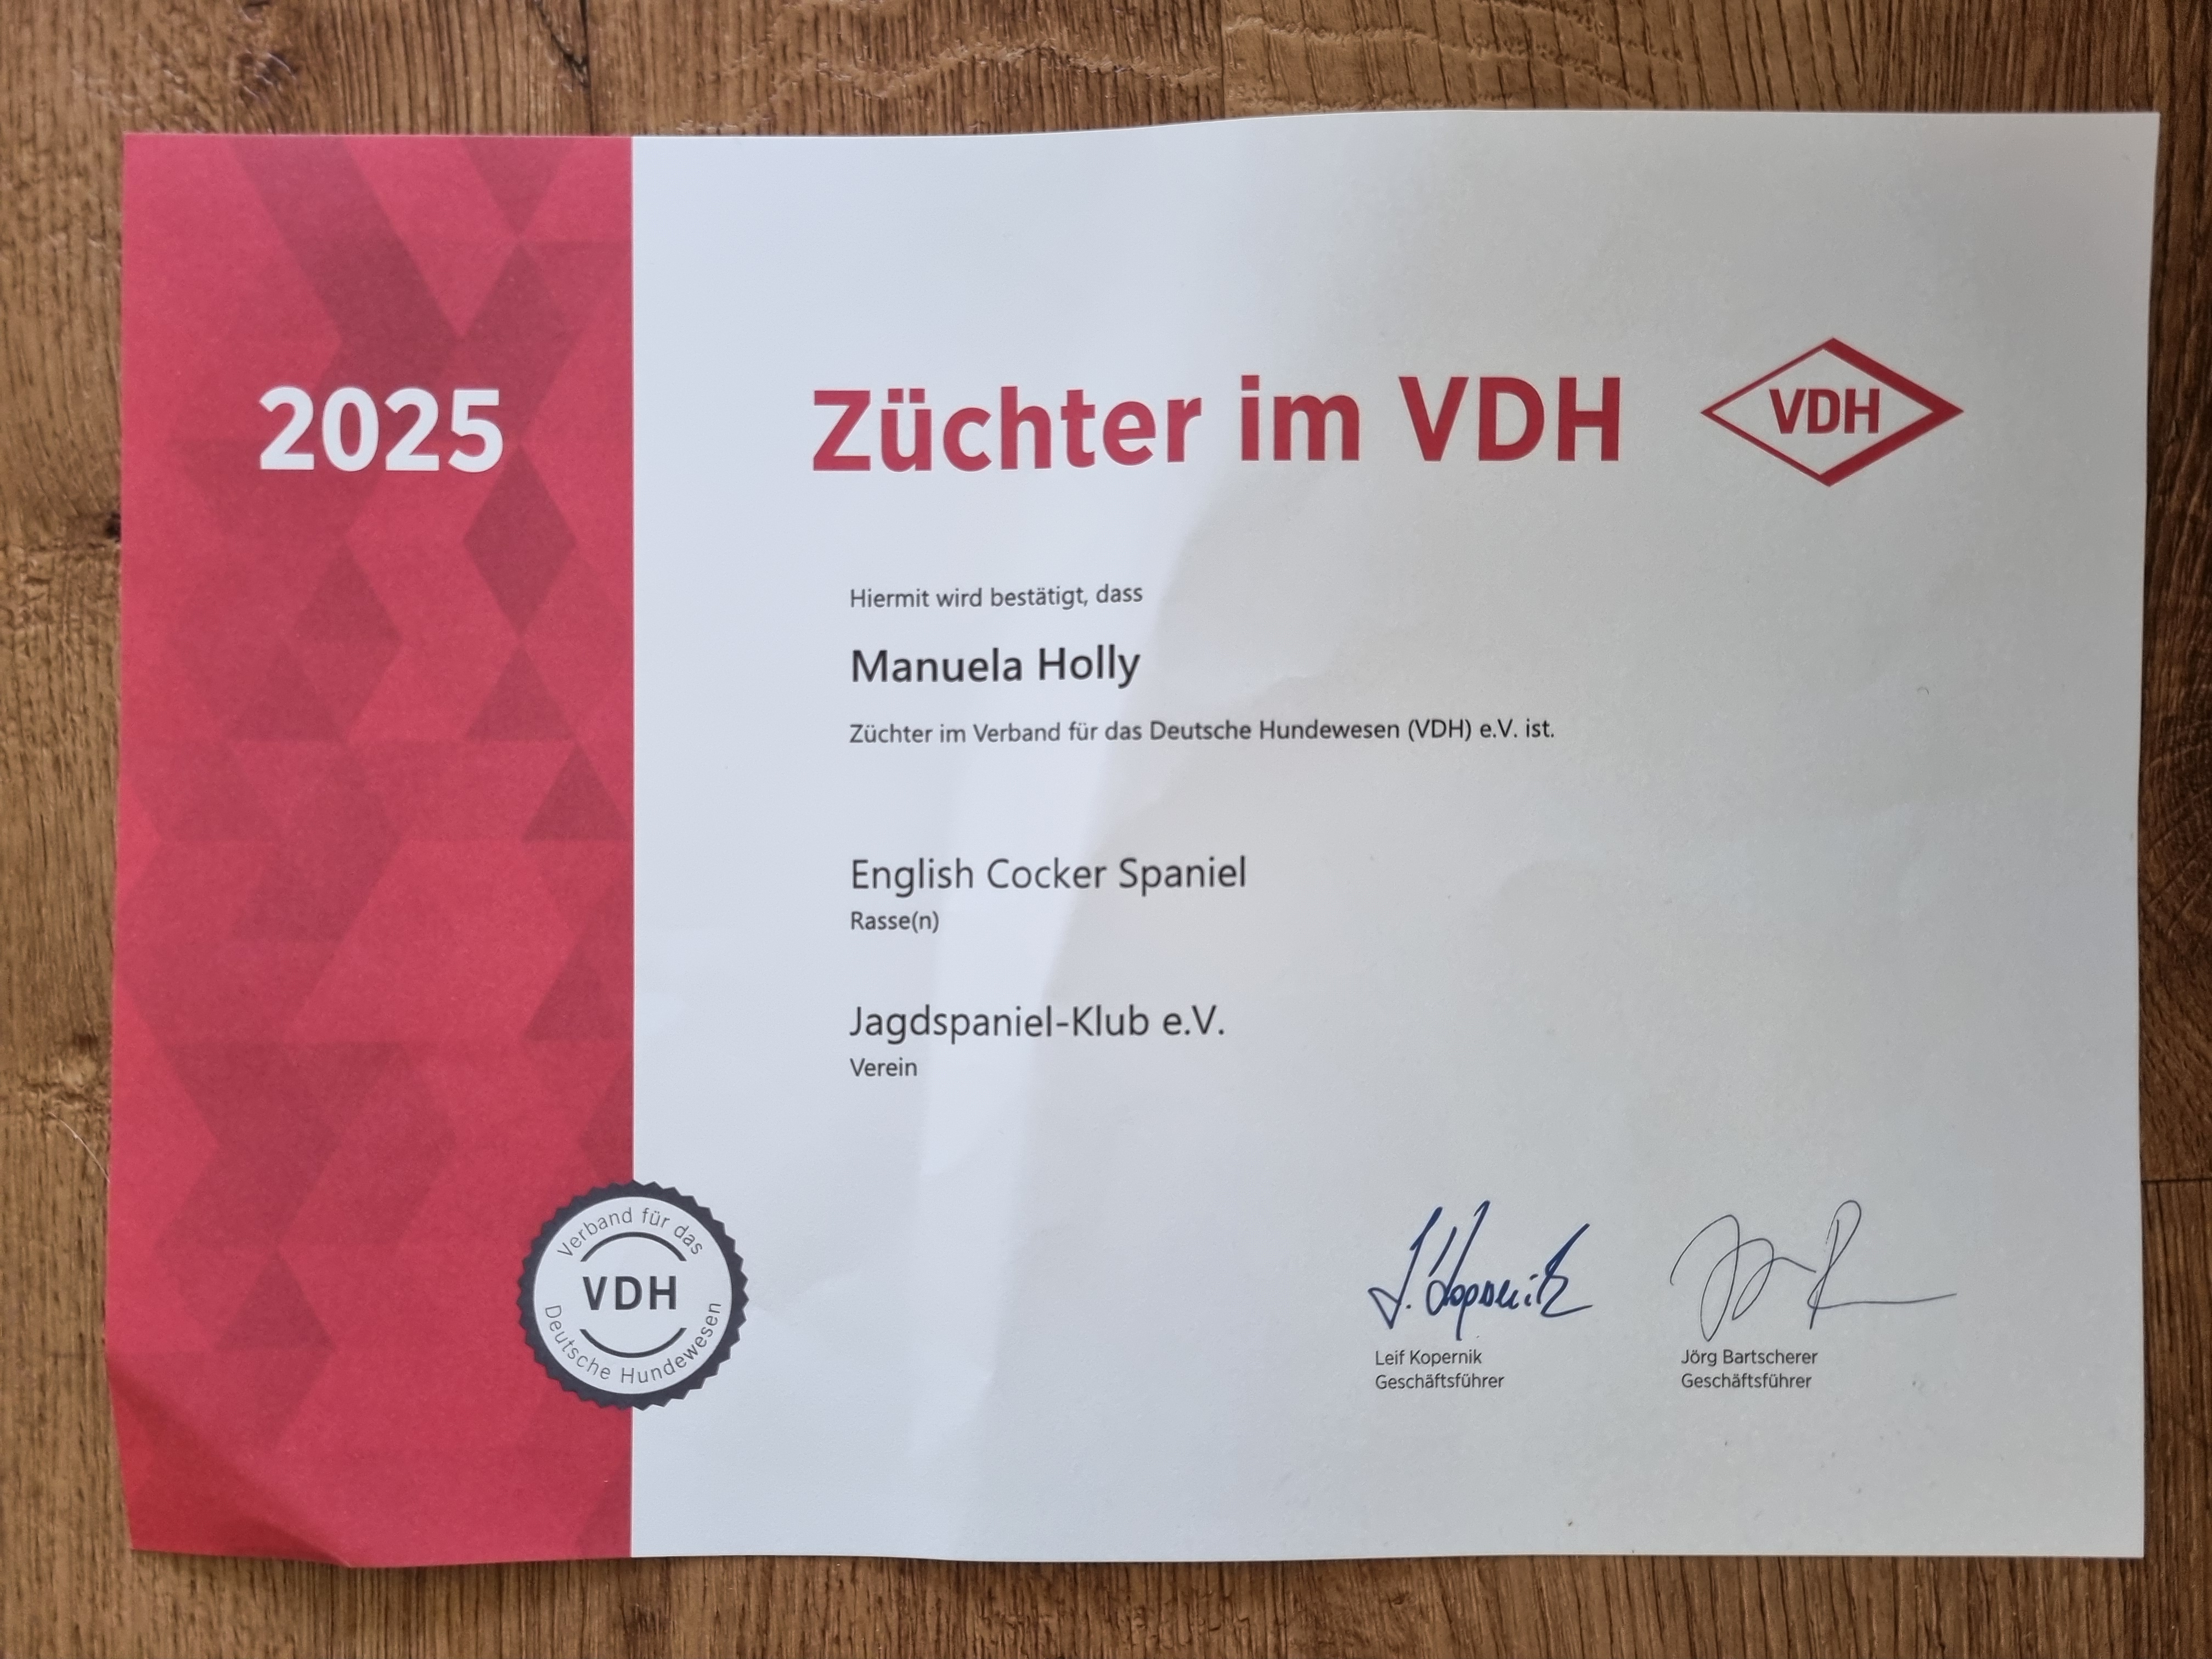 2025
Züchter im VDH
VDH
Hiermit wird bestätigt, dass
Manuela Holly
Züchter im Verband für das Deutsche Hundewesen (VDH) e.V. ist.
English Cocker Spaniel
Rasse(n)
Jagdspaniel-Klub e.V.
Verein
Verband für das
VDH
Deutsche Hundewesen
L. Kopernik
Leif Kopernik
Geschäftsführer
Jörg Bartscherer
Geschäftsführer